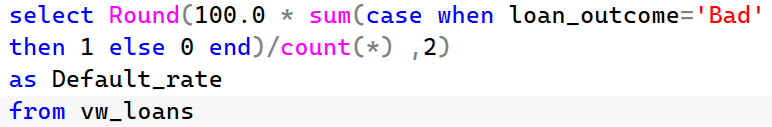 select Round(100.0 * sum(case when loan_outcome='Bad'
then 1 else 0 end)/count(*) ,2)
as Default_rate
from vw_loans